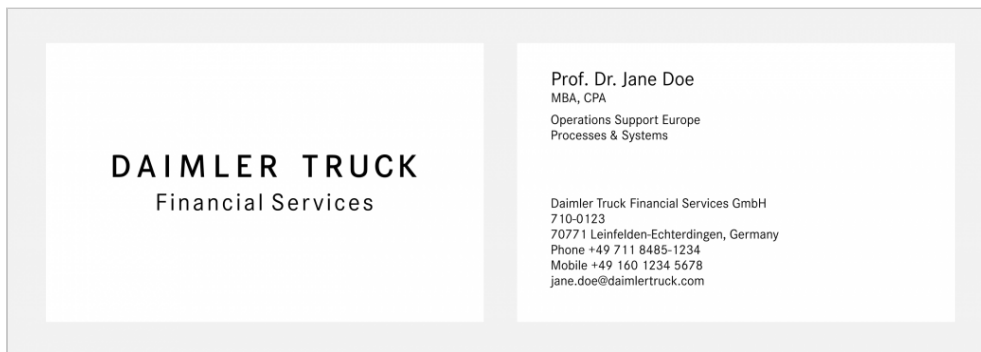 DAIMLER TRUCK
Financial Services
Prof. Dr. Jane Doe
MBA, CPA
Operations Support Europe
Processes & Systems
Daimler Truck Financial Services GmbH
710-0123
70771 Leinfelden-Echterdingen, Germany
Phone +49 711 8485-1234
Mobile +49 160 1234 5678
jane.doe@daimlertruck.com